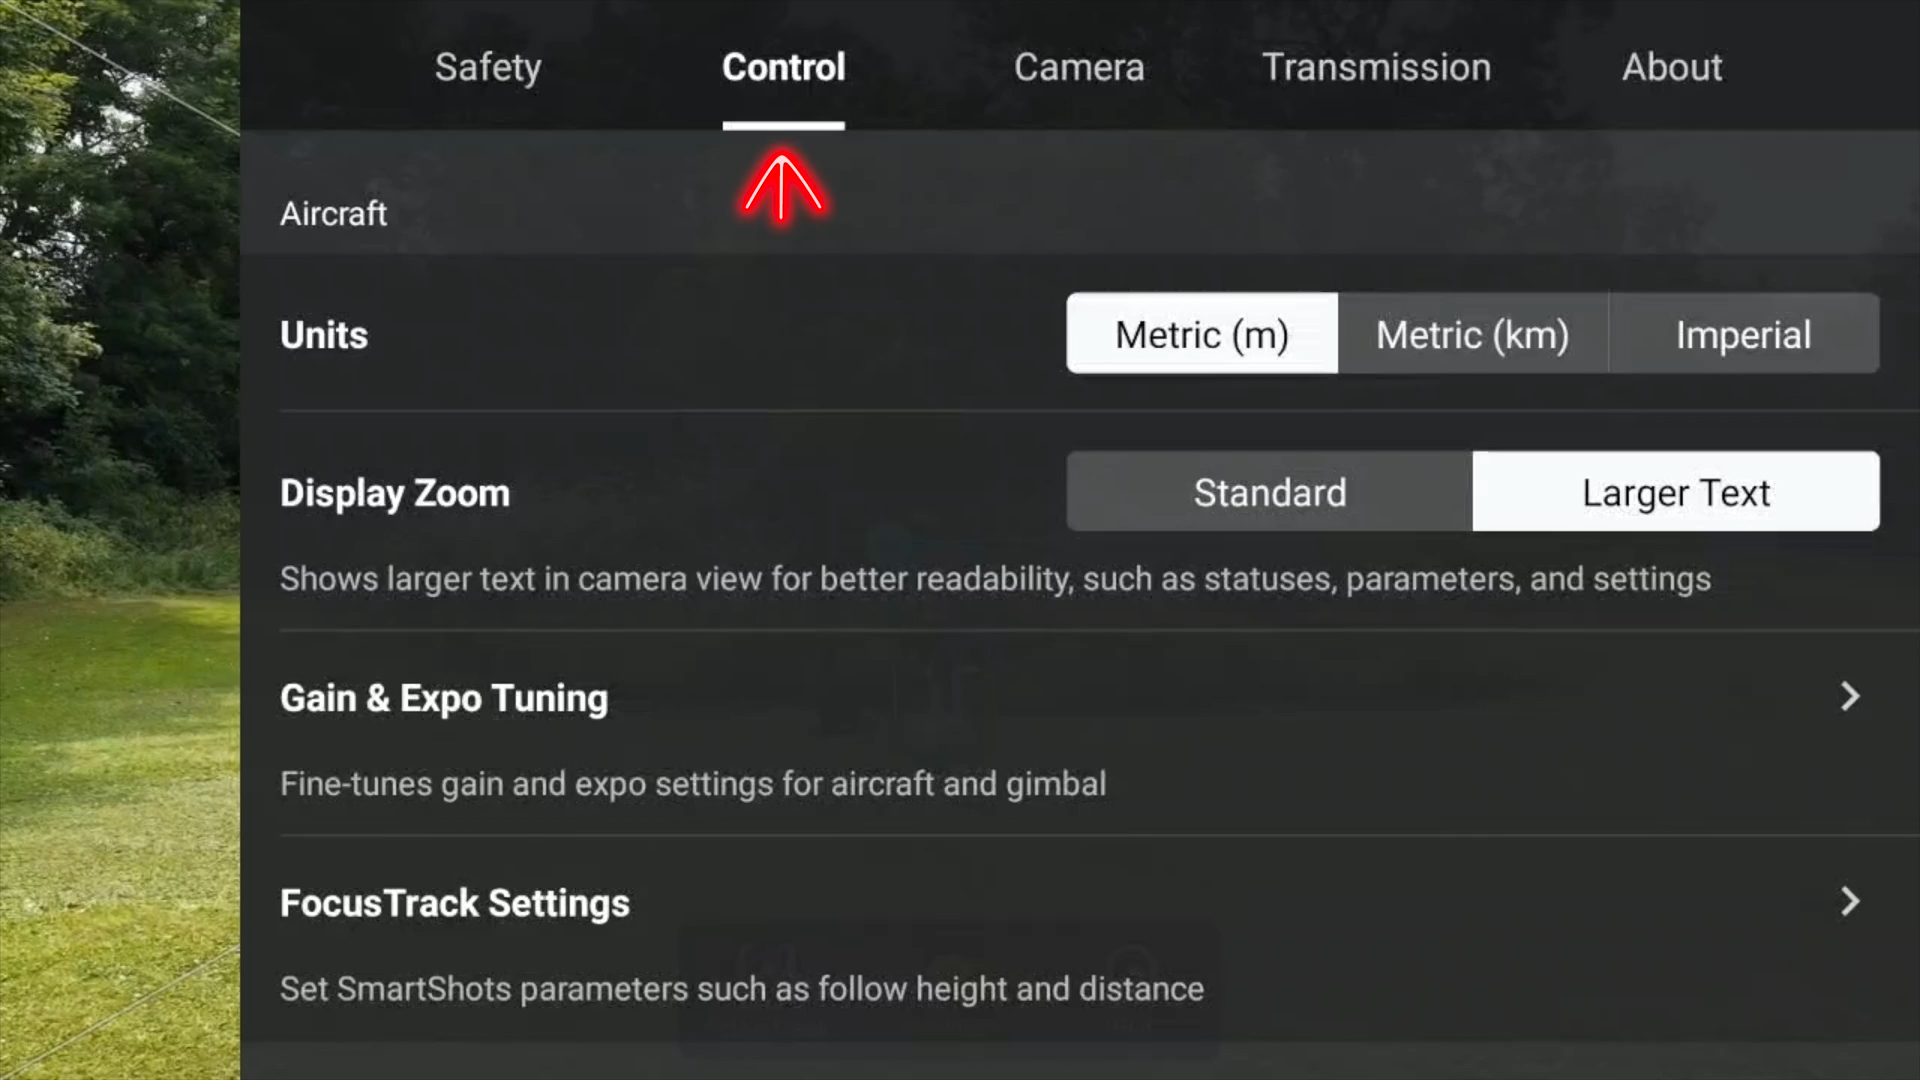 Safety Control Camera Transmission About
Aircraft
Units Metric (m) Metric (km) Imperial
Display Zoom Standard Larger Text
Shows larger text in camera view for better readability, such as statuses, parameters, and settings
Gain & Expo Tuning
Fine-tunes gain and expo settings for aircraft and gimbal
FocusTrack Settings
Set SmartShots parameters such as follow height and distance